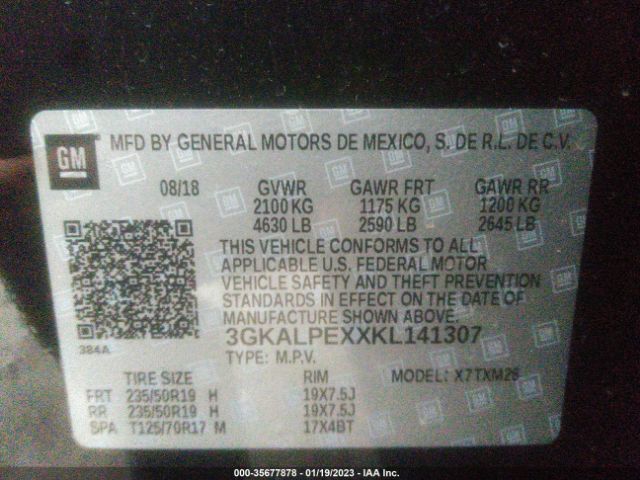 GM
MFD BY GENERAL MOTORS DE MEXICO, S. DE R.L. DE C.V.
08/18 GVWR GAWR FRT GAWR RR
2100 KG 1175 KG 1200 KG
4630 LB 2590 LB 2645 LB
THIS VEHICLE CONFORMS TO ALL
APPLICABLE U.S. FEDERAL MOTOR
VEHICLE SAFETY AND THEFT PREVENTION
STANDARDS IN EFFECT ON THE DATE OF
MANUFACTURE SHOWN ABOVE.
3GKALPEXXKL141307
384A
TYPE: M.P.V.
TIRE SIZE RIM MODEL: X7TXM26
FRT 235/50R19 H 19X7.5J
RR 235/50R19 H 19X7.5J
SPA T125/70R17 M 17X4BT
000-35677878 - 01/19/2023 - IAA Inc.